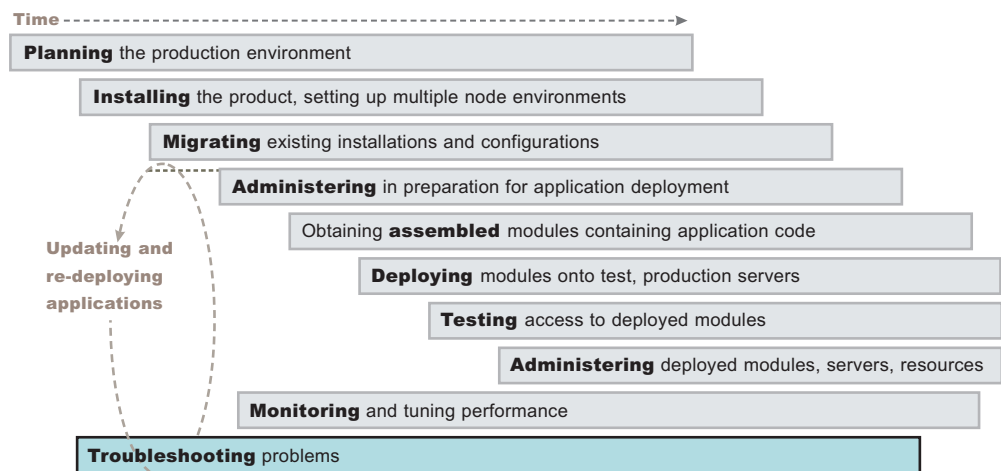 Time
Planning the production environment
Installing the product, setting up multiple node environments
Migrating existing installations and configurations
Administering in preparation for application deployment
Obtaining assembled modules containing application code
Updating and
re-deploying
applications
Deploying modules onto test, production servers
Testing access to deployed modules
Administering deployed modules, servers, resources
Monitoring and tuning performance
Troubleshooting problems